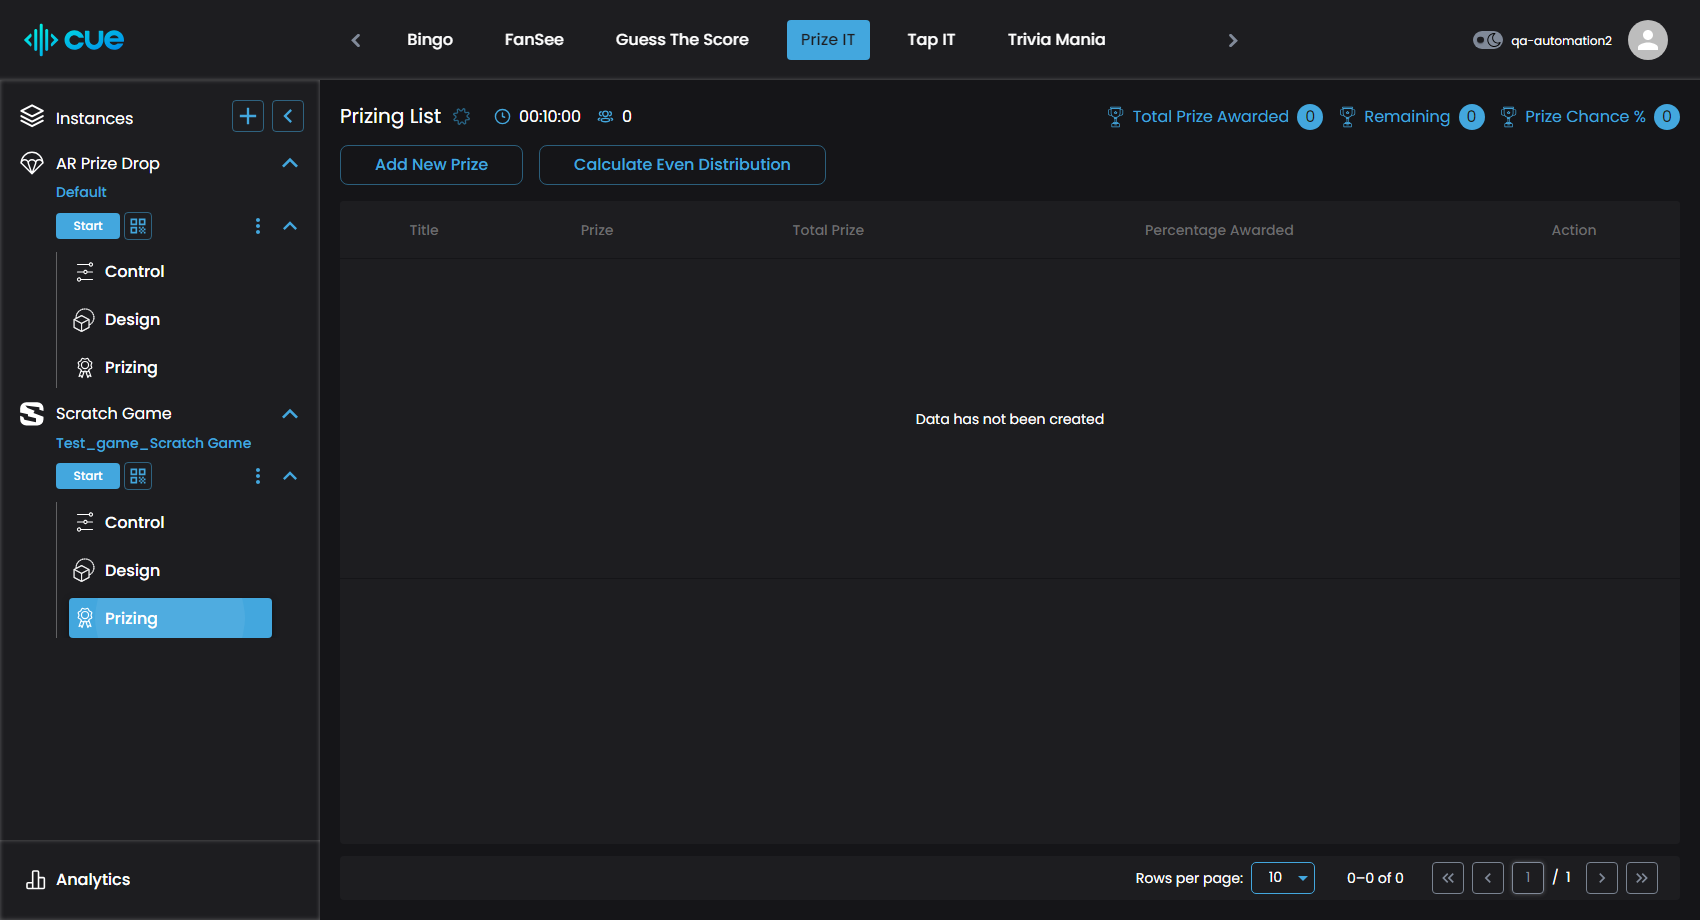 cue
Bingo
FanSee
Guess The Score
Prize IT
Tap IT
Trivia Mania
qa-automation2
Instances
AR Prize Drop
Default
Start
Control
Design
Prizing
Scratch Game
Test_game_Scratch Game
Start
Control
Design
Prizing
Analytics
Prizing List
00:10:00
0
Total Prize Awarded 0
Remaining 0
Prize Chance % 0
Add New Prize
Calculate Even Distribution
Title
Prize
Total Prize
Percentage Awarded
Action
Data has not been created
Rows per page: 10
0–0 of 0
1 / 1